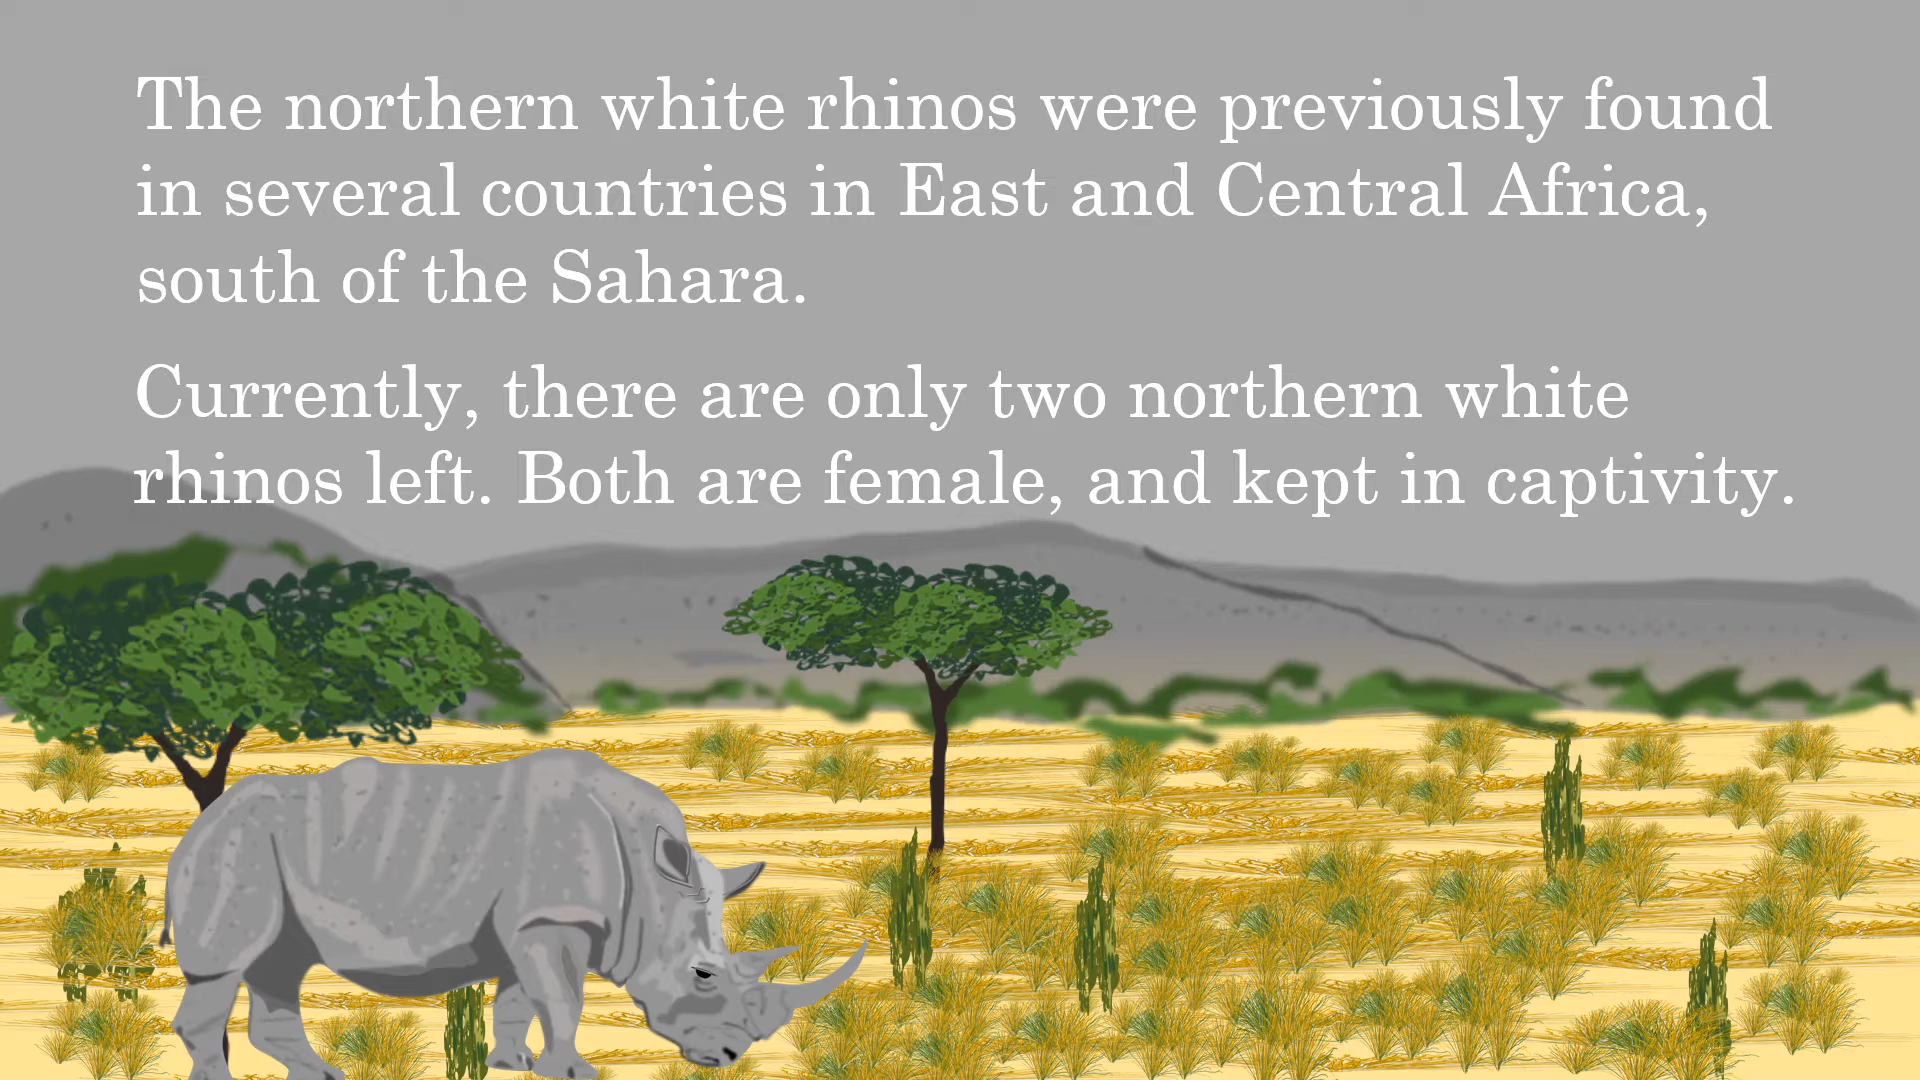 The northern white rhinos were previously found
in several countries in East and Central Africa,
south of the Sahara.
Currently, there are only two northern white
rhinos left. Both are female, and kept in captivity.